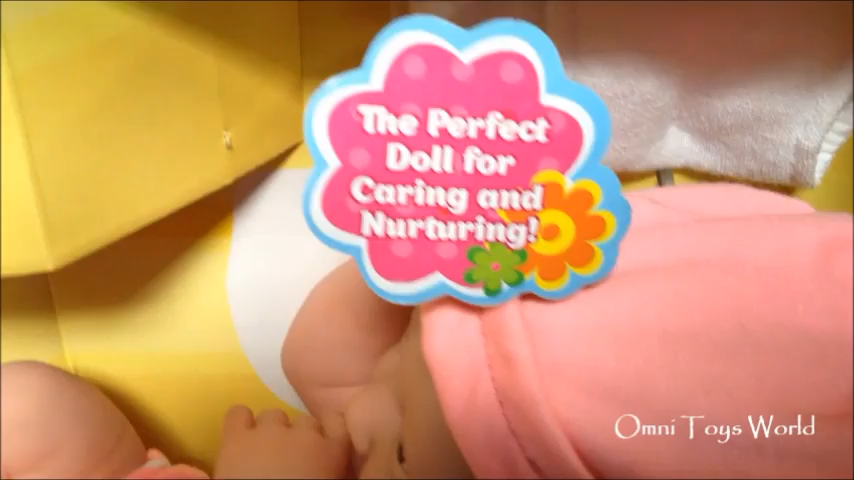 The Perfect
Doll for
Caring and
Nurturing!
Omni Toys World